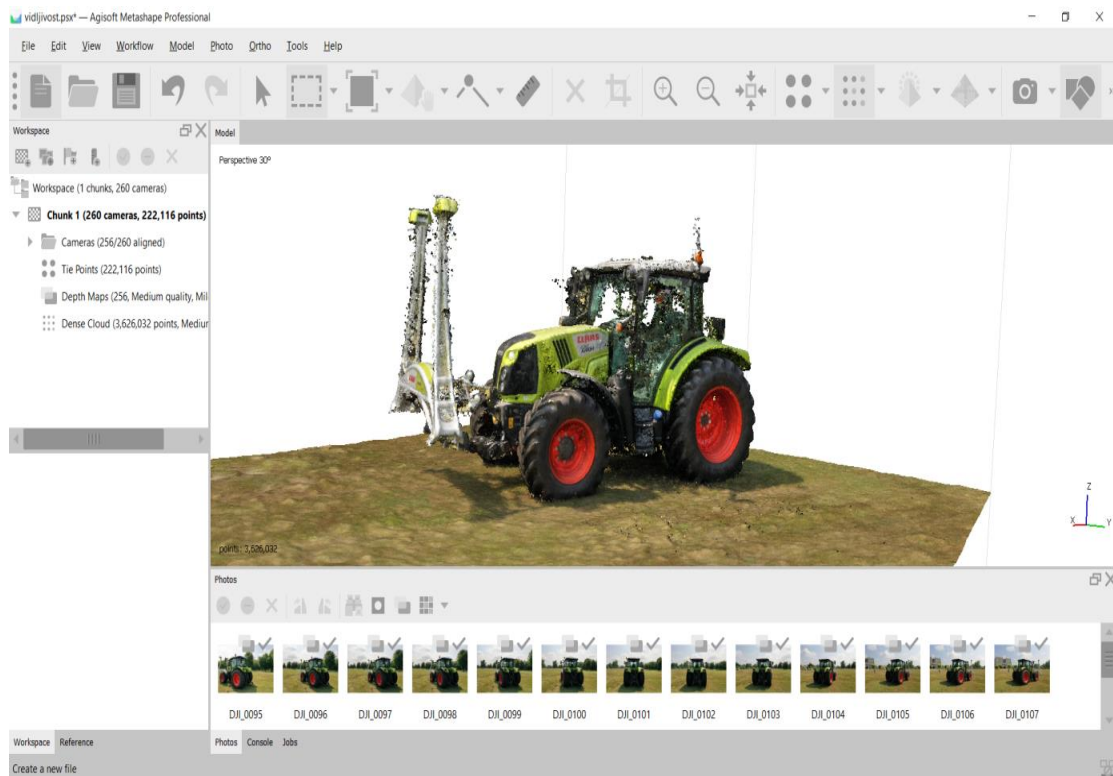 vidljivost.psx* — Agisoft Metashape Professional
File Edit View Workflow Model Photo Ortho Tools Help
Workspace
Model
Perspective 30°
Workspace (1 chunks, 260 cameras)
Chunk 1 (260 cameras, 222,116 points)
Cameras (256/260 aligned)
Tie Points (222,116 points)
Depth Maps (256, Medium quality, Mil
Dense Cloud (3,626,032 points, Medium
CLAAS
Z
X Y
points: 3,626,032
Photos
DJI_0095 DJI_0096 DJI_0097 DJI_0098 DJI_0099 DJI_0100 DJI_0101 DJI_0102 DJI_0103 DJI_0104 DJI_0105 DJI_0106 DJI_0107
Workspace Reference
Photos Console Jobs
Create a new file